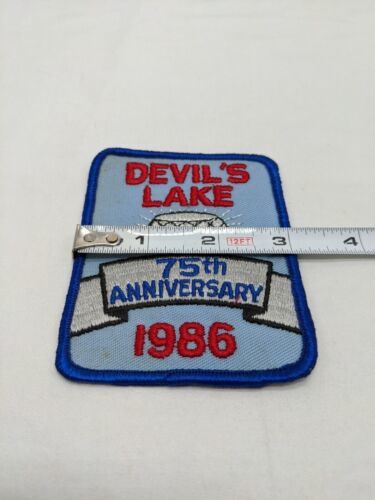 DEVIL'S
LAKE
1 2 12FT 3 4
75th
ANNIVERSARY
1986